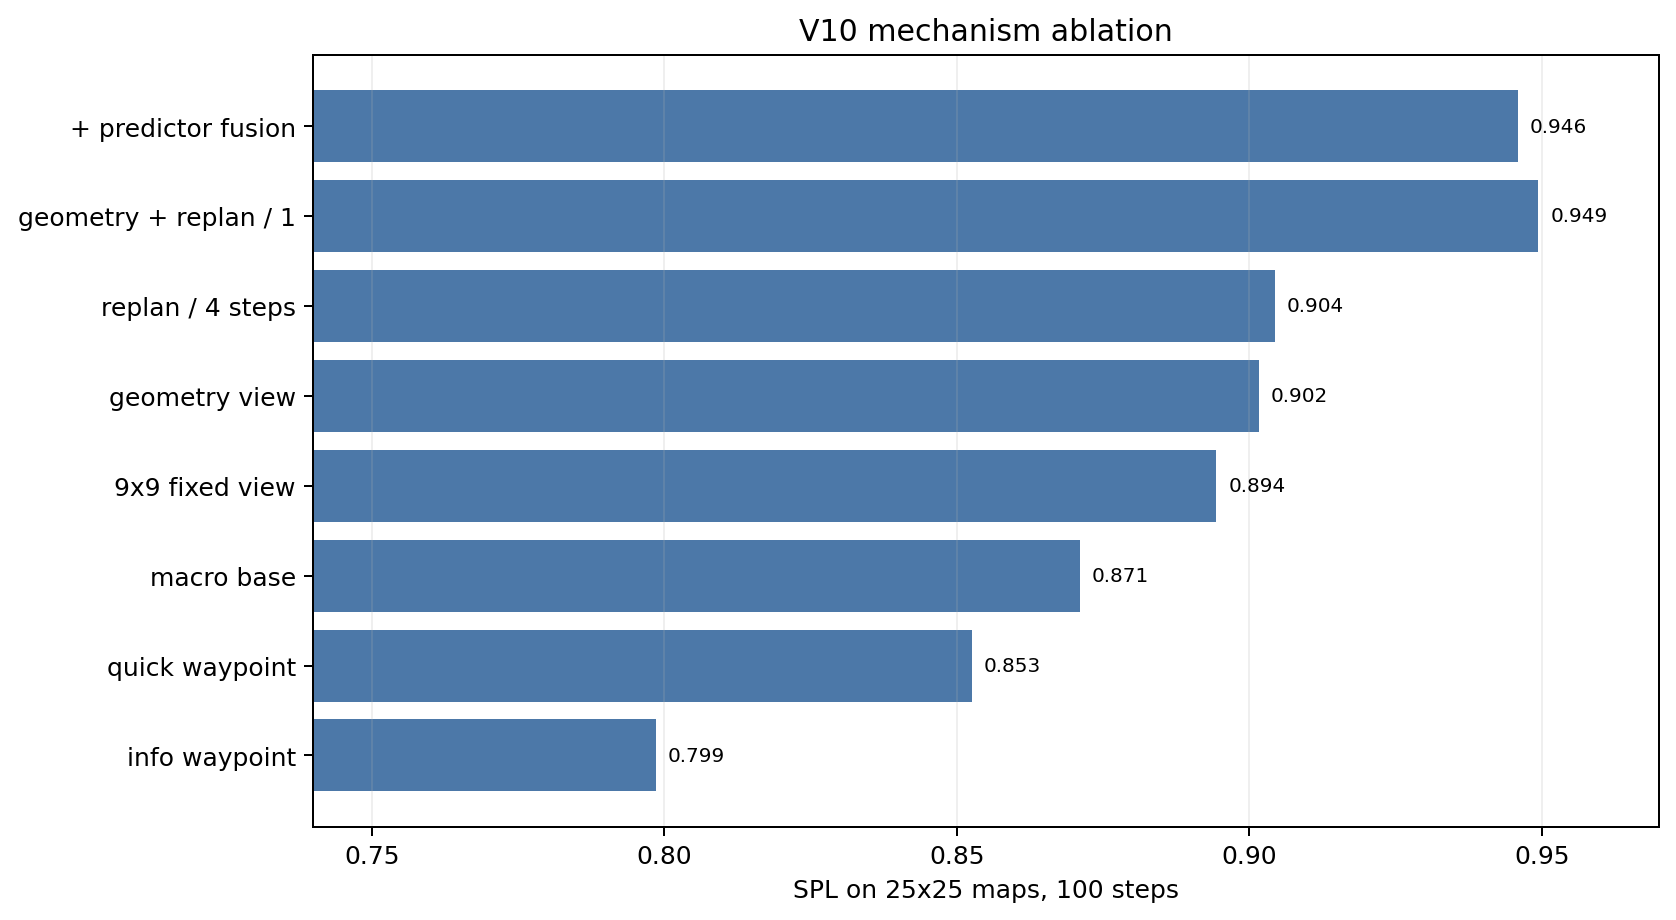 V10 mechanism ablation
+ predictor fusion
0.946
geometry + replan / 1
0.949
replan / 4 steps
0.904
geometry view
0.902
9x9 fixed view
0.894
macro base
0.871
quick waypoint
0.853
info waypoint
0.799
0.75 0.80 0.85 0.90 0.95
SPL on 25x25 maps, 100 steps